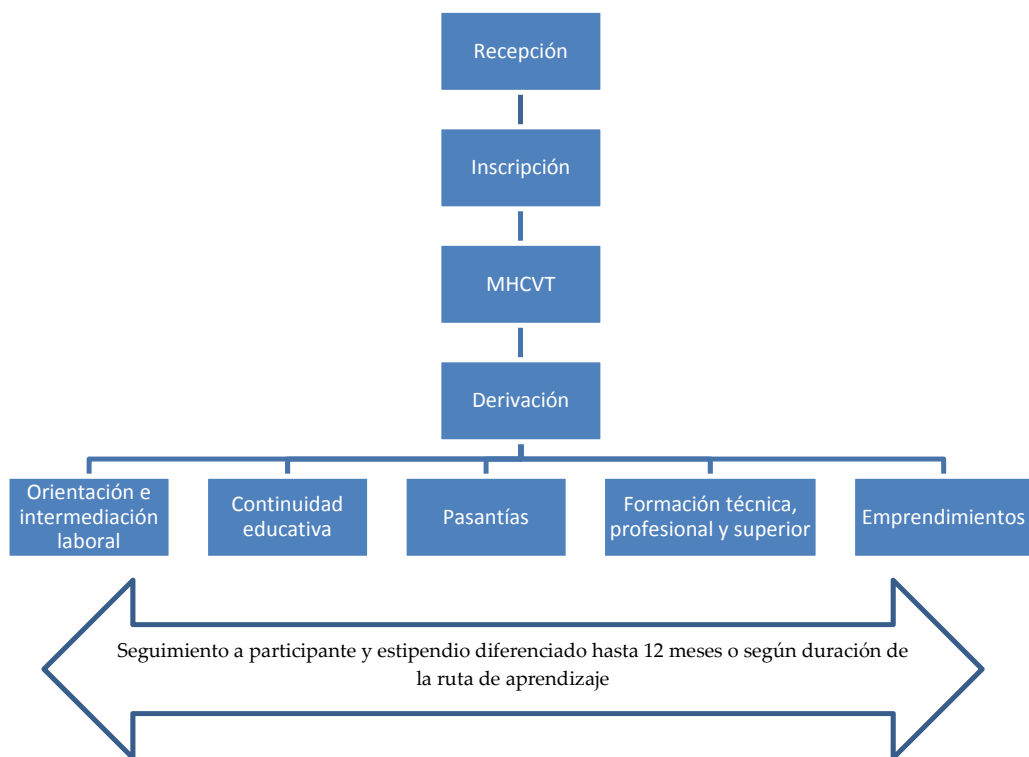 Recepción
Inscripción
MHCVT
Derivación
Orientación e
intermediación
laboral
Continuidad
educativa
Pasantías
Formación técnica,
profesional y superior
Emprendimientos
Seguimiento a participante y estipendio diferenciado hasta 12 meses o según duración de
la ruta de aprendizaje